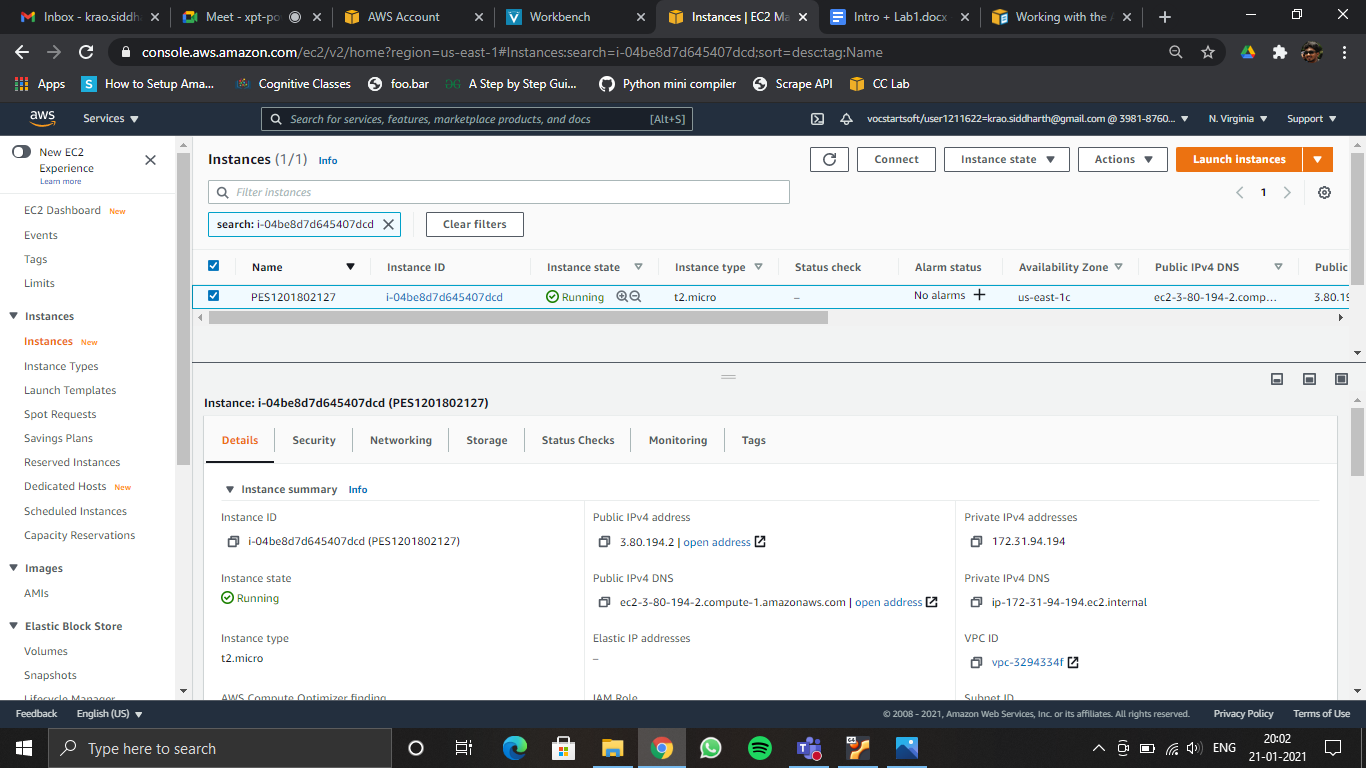 Inbox - krao.siddh
Meet - xpt-po
AWS Account
Workbench
Instances | EC2 Ma
Intro + Lab1.docx
Working with the A
console.aws.amazon.com/ec2/v2/home?region=us-east-1#Instances:search=i-04be8d7d645407dcd;sort=desc:tag:Name
Apps
How to Setup Ama...
Cognitive Classes
foo.bar
A Step by Step Gui...
Python mini compiler
Scrape API
CC Lab
aws
Services
Search for services, features, marketplace products, and docs [Alt+S]
vocstartsoft/user1211622=krao.siddharth@gmail.com @ 3981-8760...
N. Virginia
Support
New EC2
Experience
Learn more
EC2 Dashboard New
Events
Tags
Limits
Instances
Instances New
Instance Types
Launch Templates
Spot Requests
Savings Plans
Reserved Instances
Dedicated Hosts New
Scheduled Instances
Capacity Reservations
Images
AMIs
Elastic Block Store
Volumes
Snapshots
Lifecycle Manager
Instances (1/1) Info
Connect
Instance state
Actions
Launch instances
Filter instances
1
search: i-04be8d7d645407dcd
Clear filters
Name Instance ID Instance state Instance type Status check Alarm status Availability Zone Public IPv4 DNS Public
PES1201802127 i-04be8d7d645407dcd Running t2.micro – No alarms + us-east-1c ec2-3-80-194-2.comp... 3.80.19
Instance: i-04be8d7d645407dcd (PES1201802127)
Details Security Networking Storage Status Checks Monitoring Tags
Instance summary Info
Instance ID
i-04be8d7d645407dcd (PES1201802127)
Public IPv4 address
3.80.194.2 | open address
Private IPv4 addresses
172.31.94.194
Instance state
Running
Public IPv4 DNS
ec2-3-80-194-2.compute-1.amazonaws.com | open address
Private IPv4 DNS
ip-172-31-94-194.ec2.internal
Instance type
t2.micro
Elastic IP addresses
–
VPC ID
vpc-3294334f
AWS Compute Optimizer finding
IAM Role
Subnet ID
Feedback
English (US)
© 2008 - 2021, Amazon Web Services, Inc. or its affiliates. All rights reserved.
Privacy Policy
Terms of Use
Type here to search
64
ENG
20:02
21-01-2021